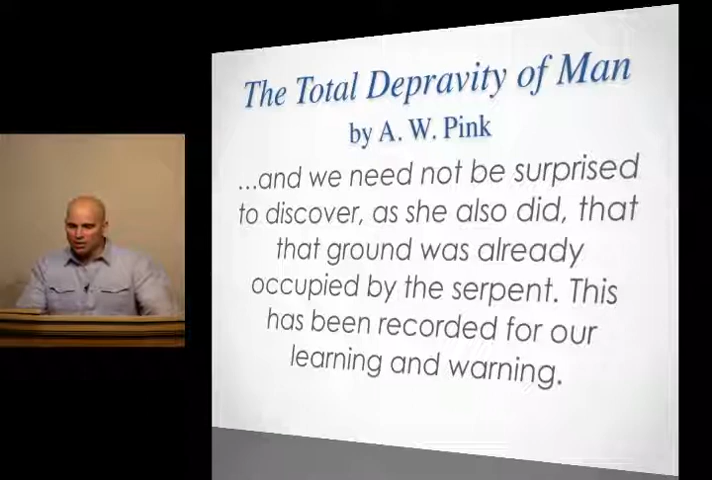 The Total Depravity of Man
by A. W. Pink
...and we need not be surprised
to discover, as she also did, that
that ground was already
occupied by the serpent. This
has been recorded for our
learning and warning.